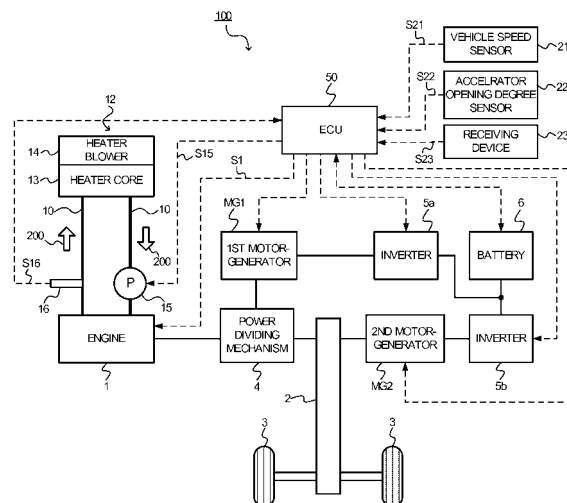 100
S21
VEHICLE SPEED
SENSOR
21
50
S22
ACCELRATOR
OPENING DEGREE
SENSOR
22
12
ECU
14
HEATER
BLOWER
S15
S23
RECEIVING
DEVICE
23
13
HEATER CORE
S1
10
10
MG1
5a
6
200
200
1ST MOTOR-
GENERATOR
INVERTER
BATTERY
S16
P
16
15
ENGINE
POWER
DIVIDING
MECHANISM
2ND MOTOR-
GENERATOR
INVERTER
1
4
2
MG2
5b
3
3